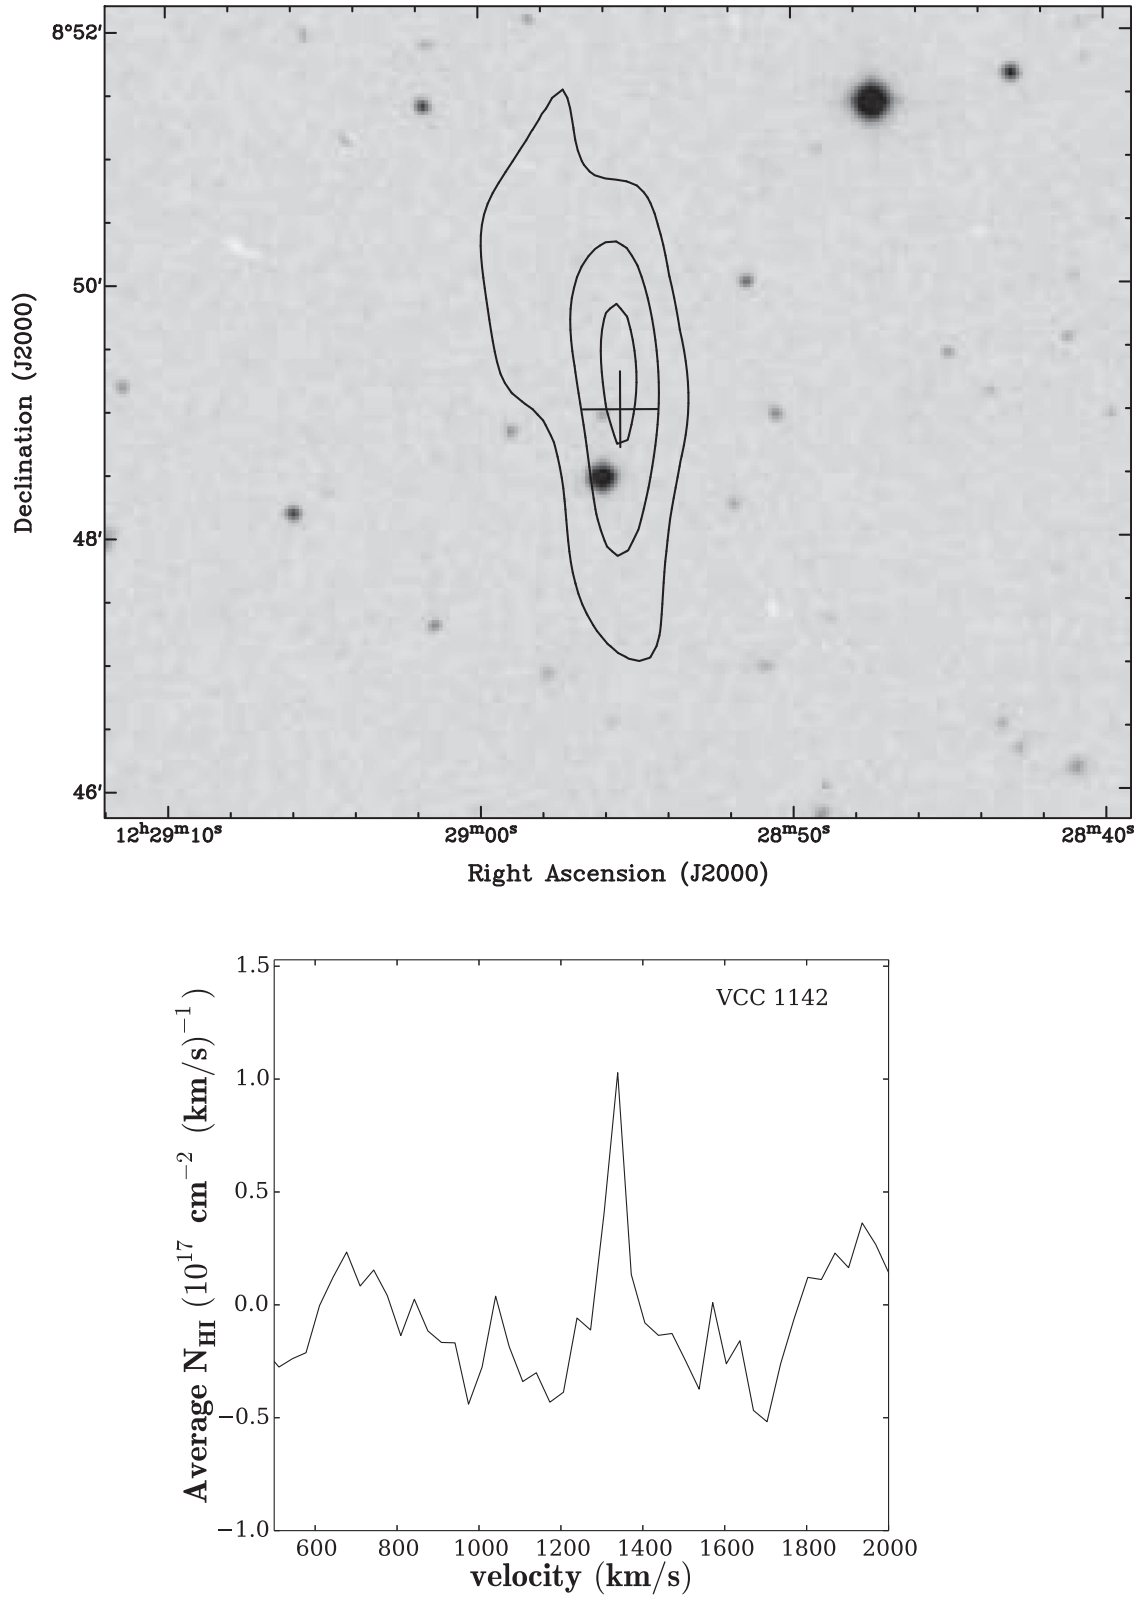 8°52′
50′
48′
46′
Declination (J2000)
12ʰ29ᵐ10ˢ 29ᵐ00ˢ 28ᵐ50ˢ 28ᵐ40ˢ
Right Ascension (J2000)
VCC 1142
1.5
1.0
0.5
0.0
−0.5
−1.0
Average N_HI (10^17 cm^−2 (km/s)^−1)
600 800 1000 1200 1400 1600 1800 2000
velocity (km/s)